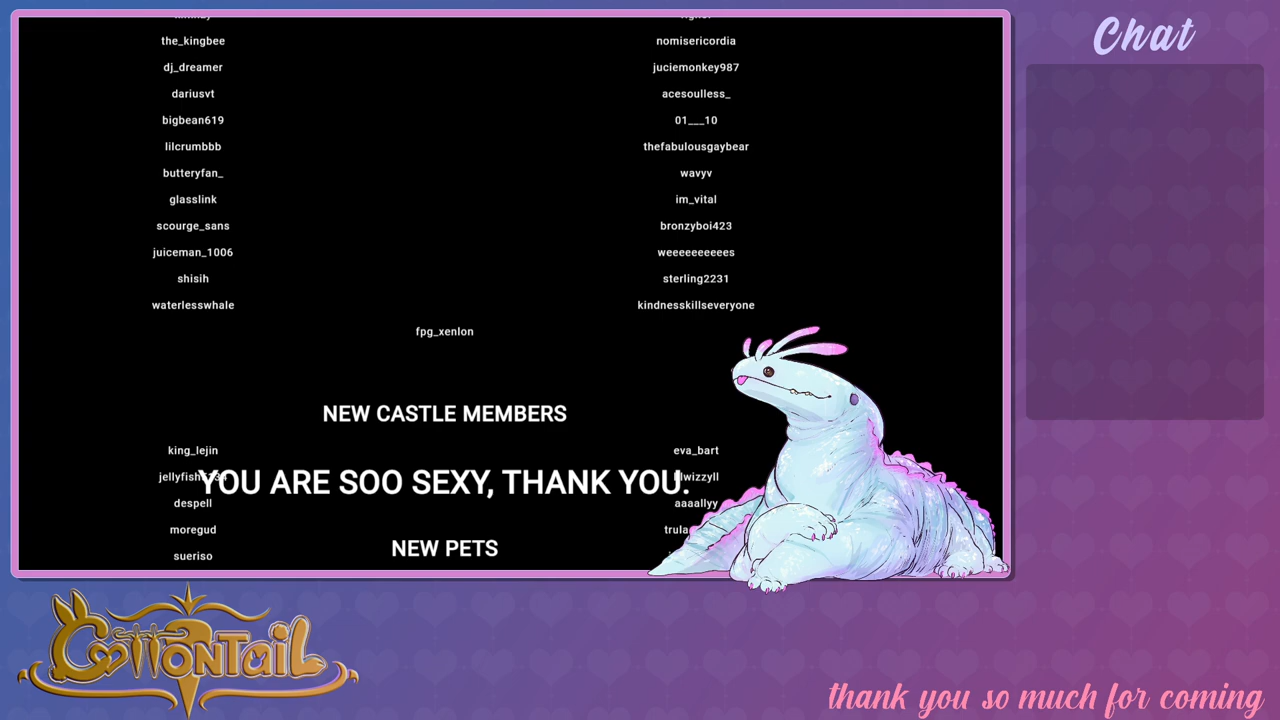 Chat
the_kingbee nomisericordia
dj_dreamer juciemonkey987
dariusvt acesoulless_
bigbean619 01___10
lilcrumbbb thefabulousgaybear
butteryfan_ wavyv
glasslink im_vital
scourge_sans bronzyboi423
juiceman_1006 weeeeeeeeees
shisih sterling2231
waterlesswhale kindnesskillseveryone
fpg_xenlon
NEW CASTLE MEMBERS
king_lejin eva_bart
YOU ARE SOO SEXY, THANK YOU.
despell aaaallyy
moregud
NEW PETS
sueriso
CottonTail
thank you so much for coming